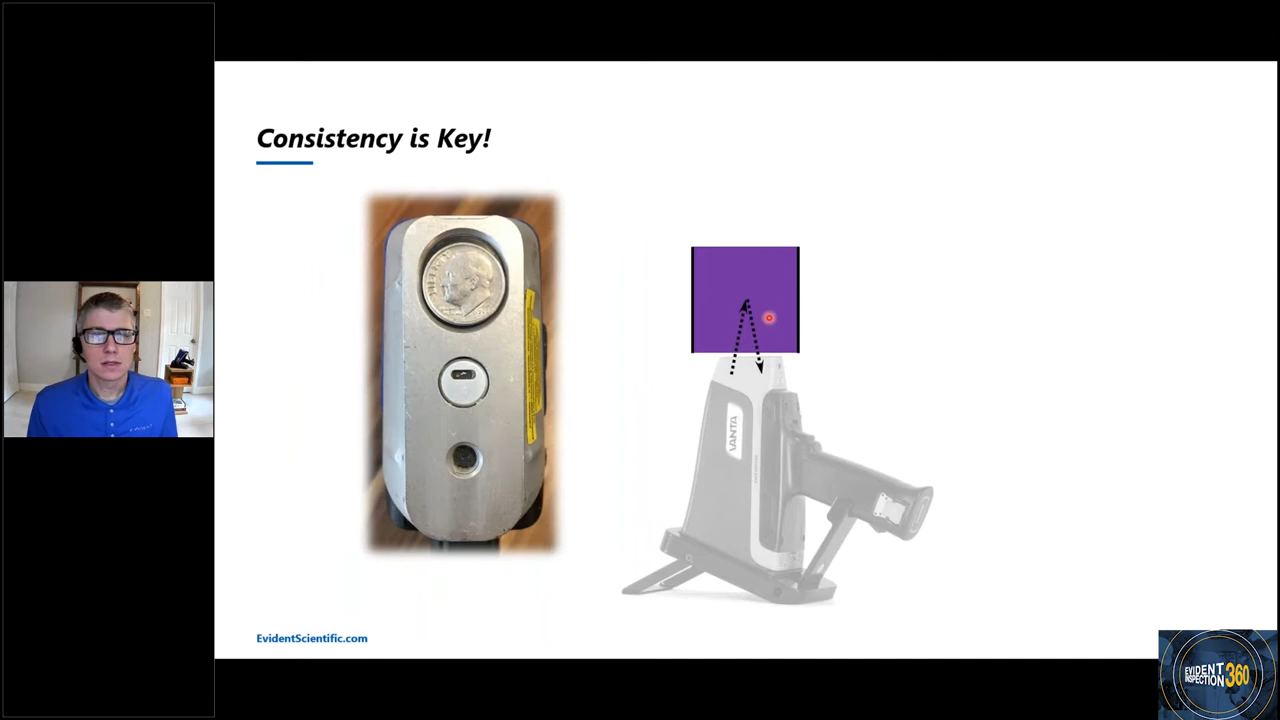 Consistency is Key!
VANTA
EvidentScientific.com
EVIDENT
INSPECTION
360